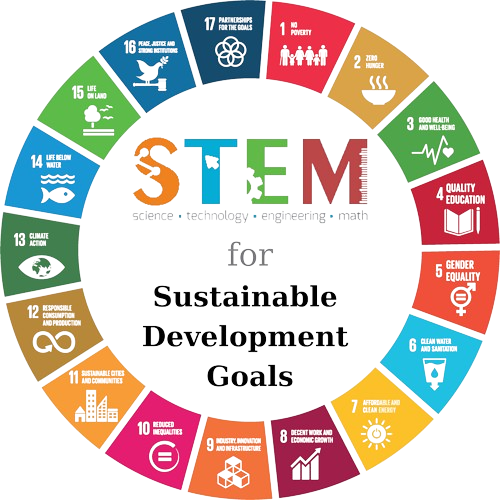 1 NO
POVERTY
2 ZERO
HUNGER
3 GOOD HEALTH
AND WELL-BEING
4 QUALITY
EDUCATION
5 GENDER
EQUALITY
6 CLEAN WATER
AND SANITATION
7 AFFORDABLE AND
CLEAN ENERGY
8 DECENT WORK AND
ECONOMIC GROWTH
9 INDUSTRY, INNOVATION
AND INFRASTRUCTURE
10 REDUCED
INEQUALITIES
11 SUSTAINABLE CITIES
AND COMMUNITIES
12 RESPONSIBLE
CONSUMPTION
AND PRODUCTION
13 CLIMATE
ACTION
14 LIFE BELOW
WATER
15 LIFE
ON LAND
16 PEACE, JUSTICE AND
STRONG INSTITUTIONS
17 PARTNERSHIPS
FOR THE GOALS
STEM
science • technology • engineering • math
for
Sustainable
Development
Goals